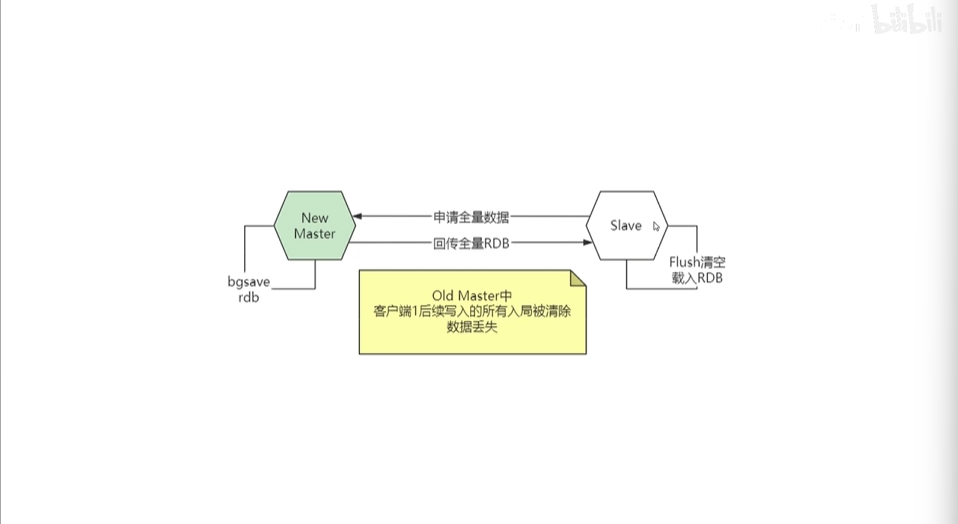 bilibili
申请全量数据
New
Master
Slave
回传全量RDB
Flush清空
载入RDB
bgsave
rdb
Old Master中
客户端1后续写入的所有入局被清除
数据丢失